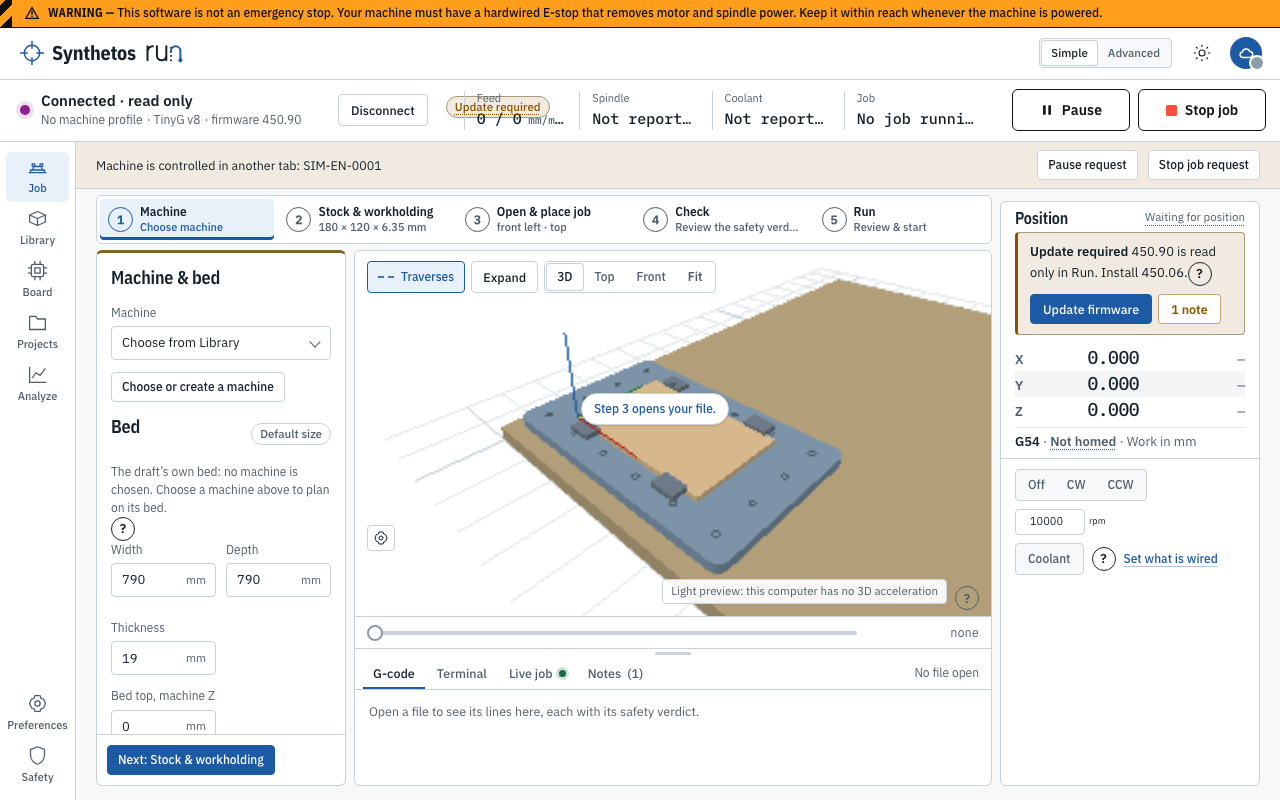 WARNING — This software is not an emergency stop. Your machine must have a hardwired E-stop that removes motor and spindle power. Keep it within reach whenever the machine is powered.
Synthetos run
Simple Advanced
Connected · read only
No machine profile · TinyG v8 · firmware 450.90
Disconnect
Update required
Feed
0 / 0 mm/m…
Spindle
Not report…
Coolant
Not report…
Job
No job runni…
Pause
Stop job
Machine is controlled in another tab: SIM-EN-0001
Pause request
Stop job request
Job
Library
Board
Projects
Analyze
Preferences
Safety
1 Machine
Choose machine
2 Stock & workholding
180 × 120 × 6.35 mm
3 Open & place job
front left · top
4 Check
Review the safety verd…
5 Run
Review & start
Machine & bed
Machine
Choose from Library
Choose or create a machine
Bed
Default size
The draft's own bed: no machine is
chosen. Choose a machine above to plan
on its bed.
?
Width Depth
790 mm 790 mm
Thickness
19 mm
Bed top, machine Z
0 mm
Next: Stock & workholding
Traverses
Expand
3D Top Front Fit
Step 3 opens your file.
Light preview: this computer has no 3D acceleration
?
none
G-code Terminal Live job Notes (1)
No file open
Open a file to see its lines here, each with its safety verdict.
Position
Waiting for position
Update required 450.90 is read
only in Run. Install 450.06. ?
Update firmware
1 note
X 0.000 –
Y 0.000 –
Z 0.000 –
G54 · Not homed · Work in mm
Off CW CCW
10000 rpm
Coolant ? Set what is wired